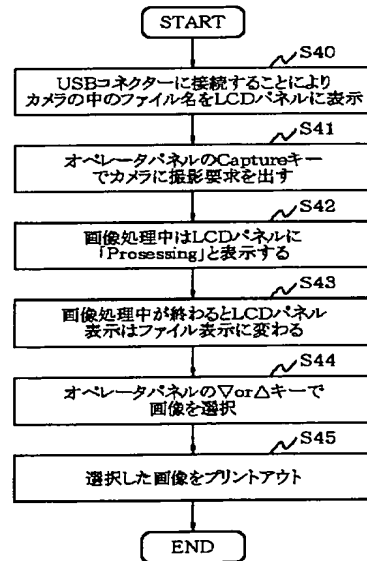 START
S40
USBコネクターに接続することにより
カメラの中のファイル名をLCDパネルに表示
S41
オペレータパネルのCaptureキー
でカメラに撮影要求を出す
S42
画像処理中はLCDパネルに
「Prosessing」と表示する
S43
画像処理中が終わるとLCDパネル
表示はファイル表示に変わる
S44
オペレータパネルの▽or△キーで
画像を選択
S45
選択した画像をプリントアウト
END